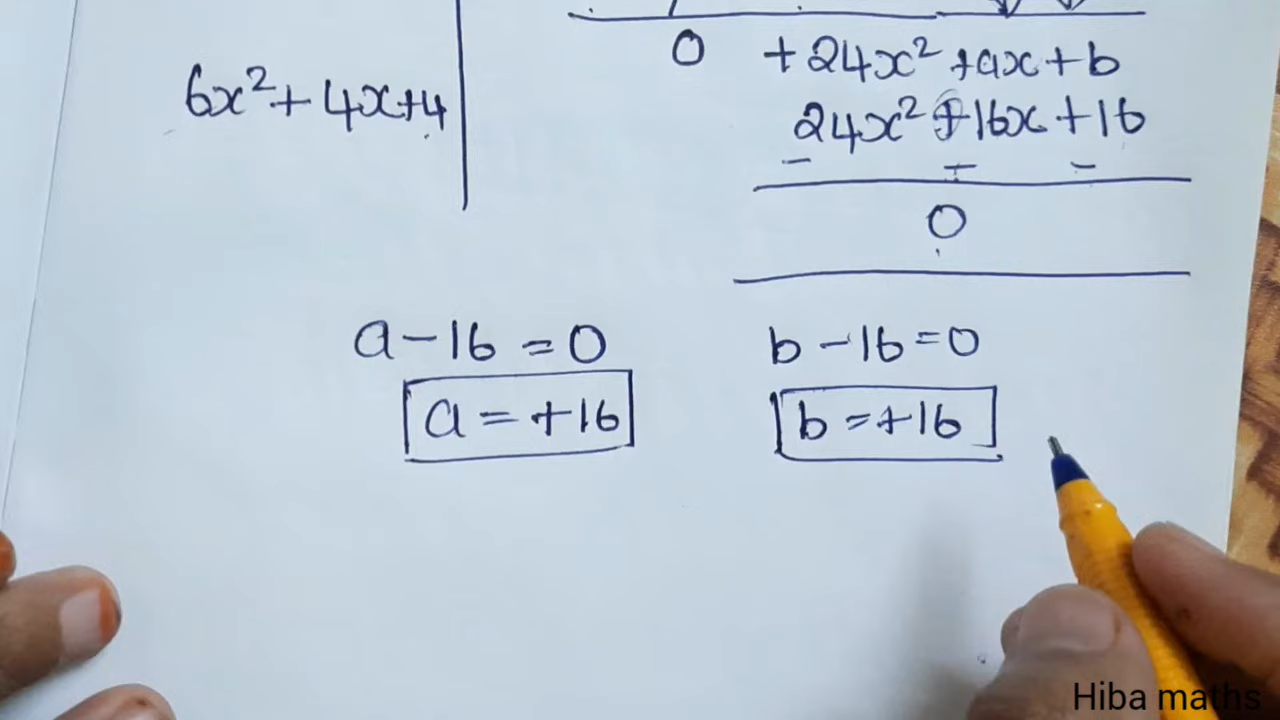 0 +24x² +ax+b
6x²+4x+4
24x² +16x +16
- - -
0
a-16 =0 b-16=0
a=+16 b=+16
Hiba maths